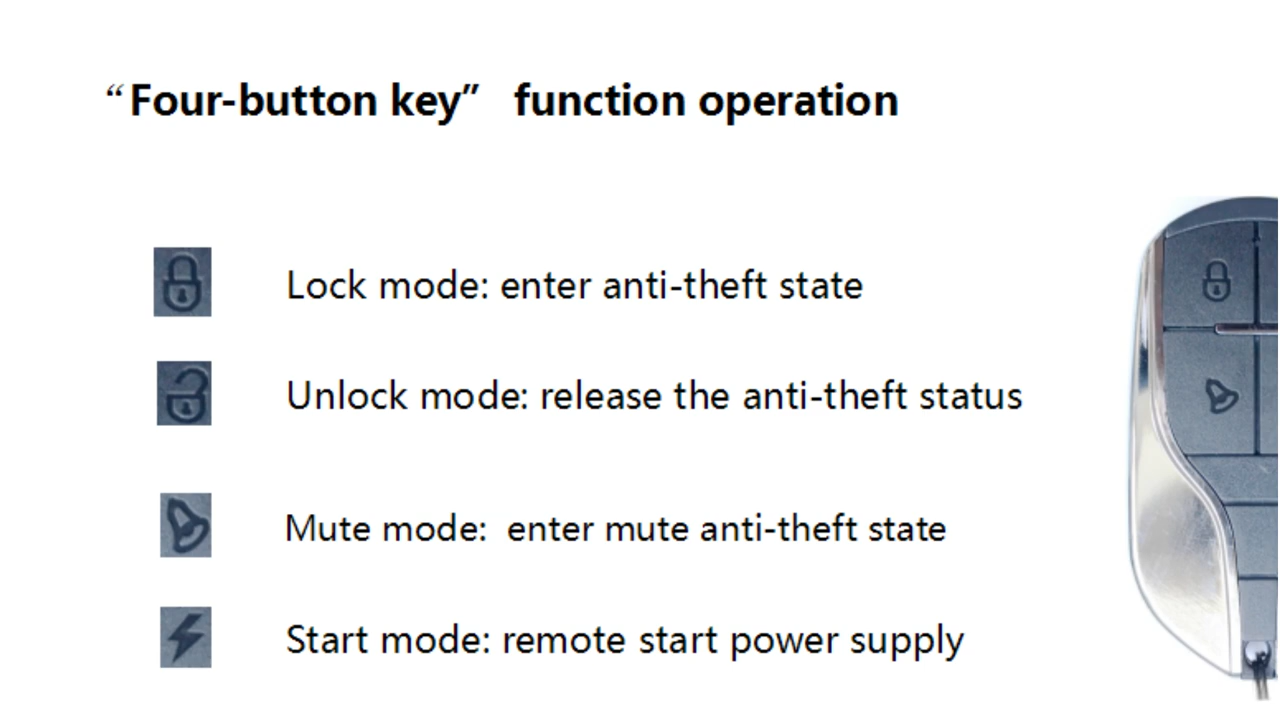 “Four-button key” function operation
Lock mode: enter anti-theft state
Unlock mode: release the anti-theft status
Mute mode: enter mute anti-theft state
Start mode: remote start power supply